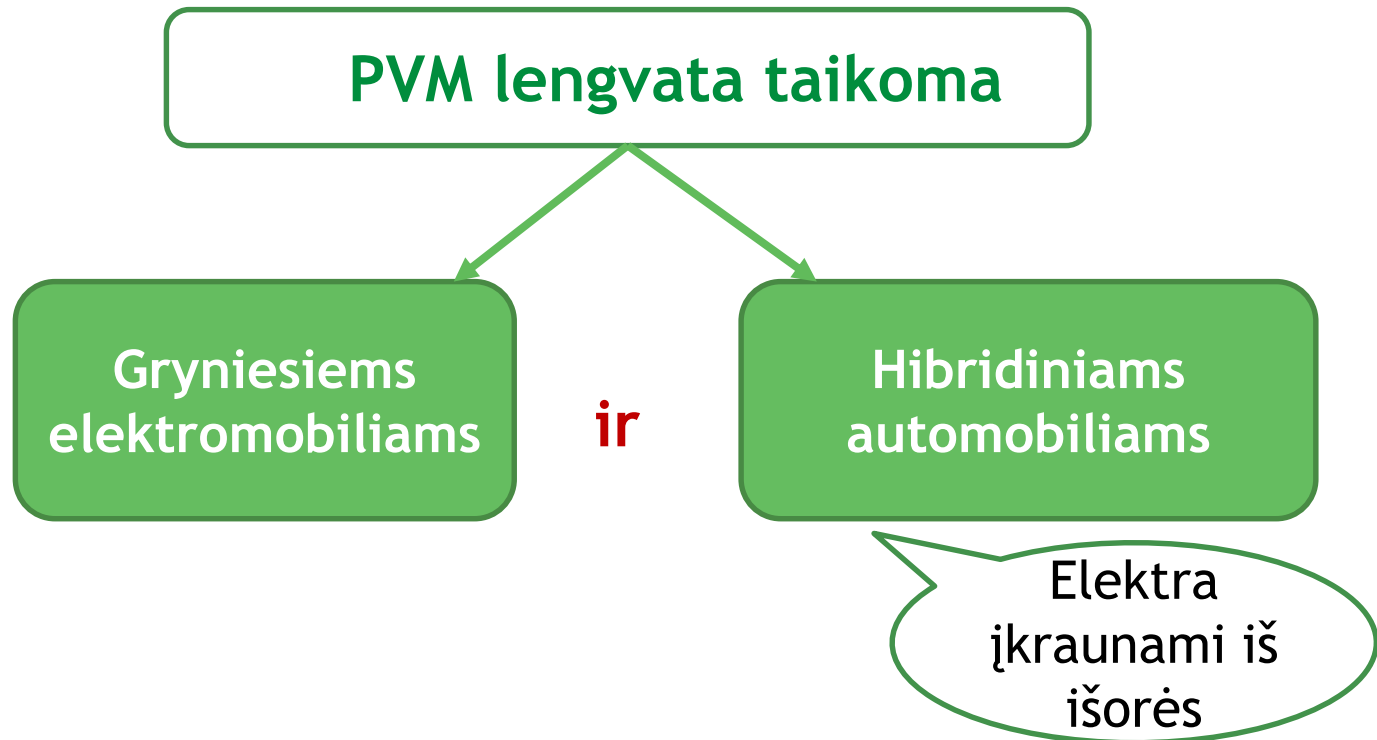 PVM lengvata taikoma
Gryniesiems
elektromobiliams
ir
Hibridiniams
automobiliams
Elektra
įkraunami iš
išorės